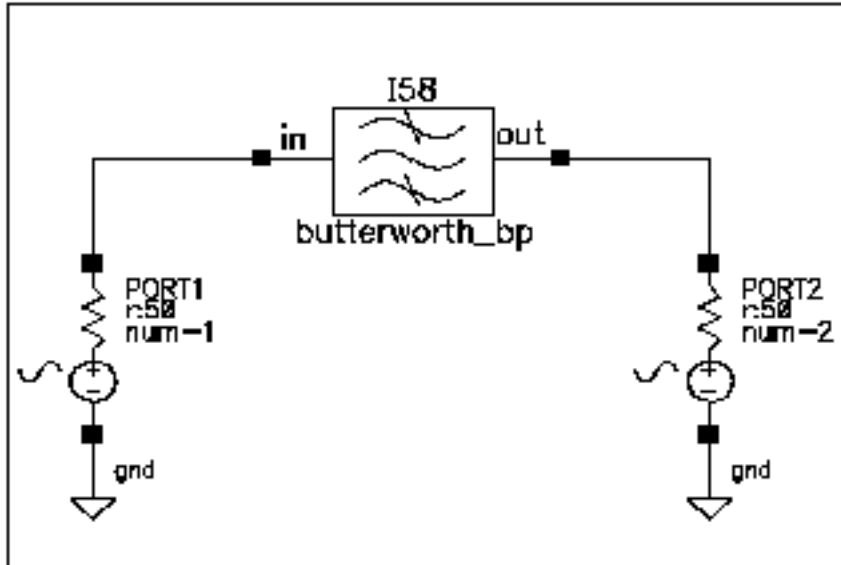 I58
in
out
butterworth_bp
PORT1
r:50
num-1
PORT2
r:50
num-2
gnd
gnd